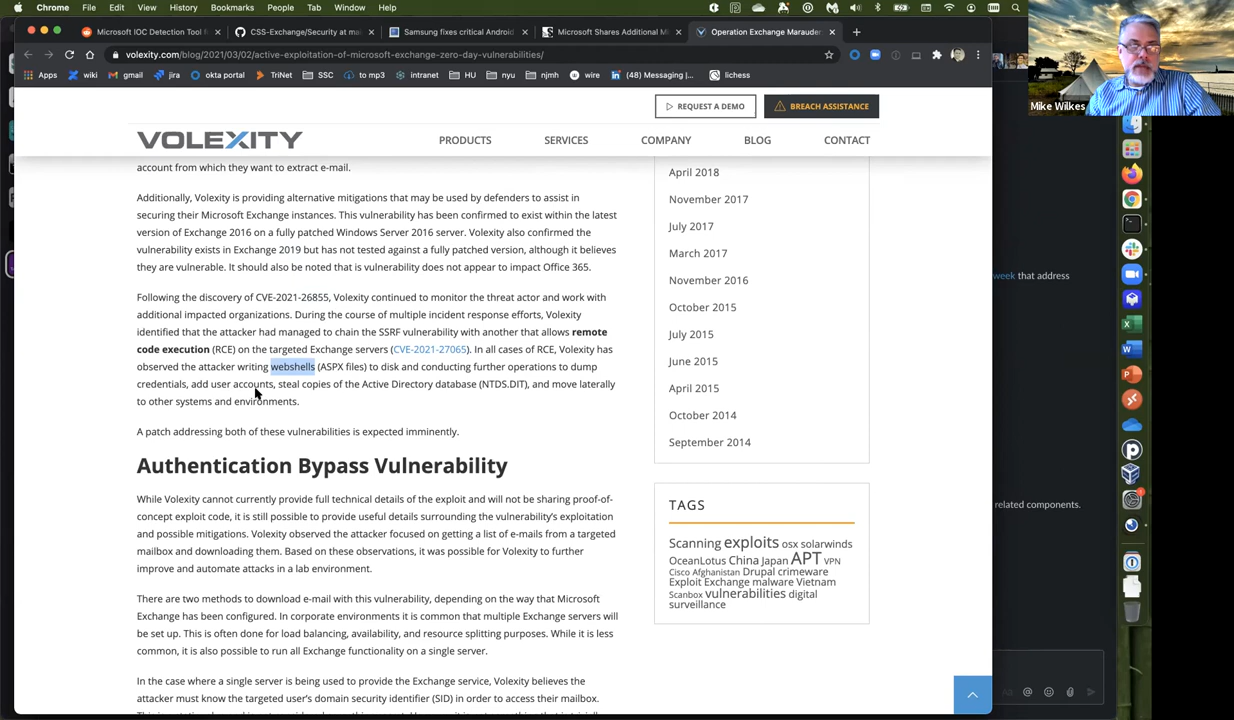 Chrome File Edit View History Bookmarks People Tab Window Help
Microsoft IOC Detection Tool f
CSS-Exchange/Security at ma
Samsung fixes critical Android
Microsoft Shares Additional M
Operation Exchange Marauder
volexity.com/blog/2021/03/02/active-exploitation-of-microsoft-exchange-zero-day-vulnerabilities/
Apps wiki gmail jira okta portal TriNet SSC to mp3 intranet HU nyu njmh wire (48) Messaging |... lichess
Mike Wilkes
REQUEST A DEMO
BREACH ASSISTANCE
VOLEXITY
PRODUCTS SERVICES COMPANY BLOG CONTACT
account from which they want to extract e-mail.
Additionally, Volexity is providing alternative mitigations that may be used by defenders to assist in
securing their Microsoft Exchange instances. This vulnerability has been confirmed to exist within the latest
version of Exchange 2016 on a fully patched Windows Server 2016 server. Volexity also confirmed the
vulnerability exists in Exchange 2019 but has not tested against a fully patched version, although it believes
they are vulnerable. It should also be noted that is vulnerability does not appear to impact Office 365.
Following the discovery of CVE-2021-26855, Volexity continued to monitor the threat actor and work with
additional impacted organizations. During the course of multiple incident response efforts, Volexity
identified that the attacker had managed to chain the SSRF vulnerability with another that allows remote
code execution (RCE) on the targeted Exchange servers (CVE-2021-27065). In all cases of RCE, Volexity has
observed the attacker writing webshells (ASPX files) to disk and conducting further operations to dump
credentials, add user accounts, steal copies of the Active Directory database (NTDS.DIT), and move laterally
to other systems and environments.
A patch addressing both of these vulnerabilities is expected imminently.
Authentication Bypass Vulnerability
While Volexity cannot currently provide full technical details of the exploit and will not be sharing proof-of-
concept exploit code, it is still possible to provide useful details surrounding the vulnerability's exploitation
and possible mitigations. Volexity observed the attacker focused on getting a list of e-mails from a targeted
mailbox and downloading them. Based on these observations, it was possible for Volexity to further
improve and automate attacks in a lab environment.
There are two methods to download e-mail with this vulnerability, depending on the way that Microsoft
Exchange has been configured. In corporate environments it is common that multiple Exchange servers will
be set up. This is often done for load balancing, availability, and resource splitting purposes. While it is less
common, it is also possible to run all Exchange functionality on a single server.
In the case where a single server is being used to provide the Exchange service, Volexity believes the
attacker must know the targeted user's domain security identifier (SID) in order to access their mailbox.
April 2018
November 2017
July 2017
March 2017
November 2016
October 2015
July 2015
June 2015
April 2015
October 2014
September 2014
TAGS
Scanning exploits osx solarwinds
OceanLotus China Japan APT VPN
Cisco Afghanistan Drupal crimeware
Exploit Exchange malware Vietnam
Scanbox vulnerabilities digital
surveillance
week that address
related components.